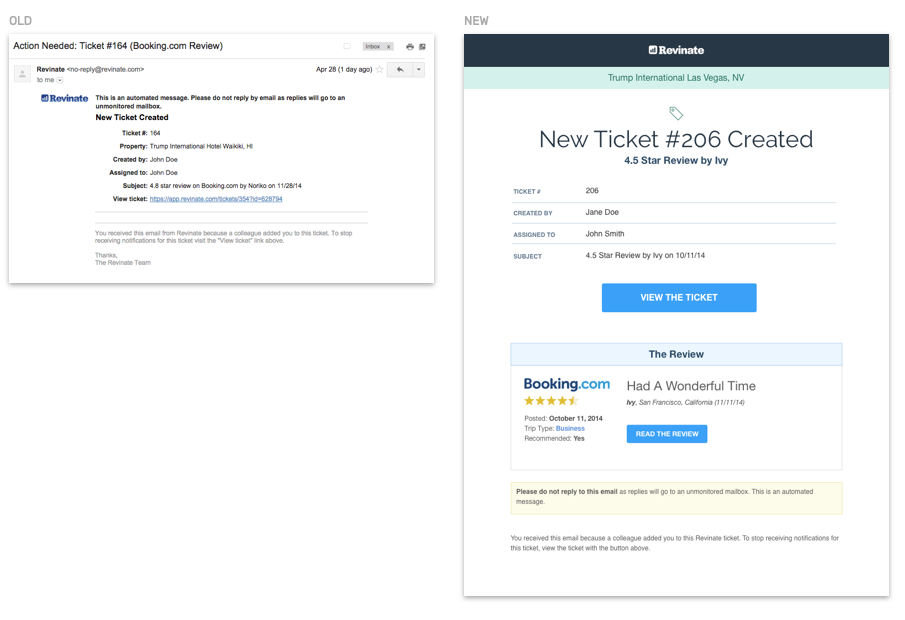 OLD
Action Needed: Ticket #164 (Booking.com Review)
Inbox x
Revinate <no-reply@revinate.com>
Apr 28 (1 day ago)
to me
Revinate
This is an automated message. Please do not reply by email as replies will go to an
unmonitored mailbox.
New Ticket Created
Ticket #: 164
Property: Trump International Hotel Waikiki, HI
Created by: John Doe
Assigned to: John Doe
Subject: 4.8 star review on Booking.com by Noriko on 11/28/14
View ticket: https://app.revinate.com/tickets/354?id=628794
You received this email from Revinate because a colleague added you to this ticket. To stop
receiving notifications for this ticket visit the "View ticket" link above.
Thanks,
The Revinate Team
NEW
Revinate
Trump International Las Vegas, NV
New Ticket #206 Created
4.5 Star Review by Ivy
TICKET # 206
CREATED BY Jane Doe
ASSIGNED TO John Smith
SUBJECT 4.5 Star Review by Ivy on 10/11/14
VIEW THE TICKET
The Review
Booking.com
Posted: October 11, 2014
Trip Type: Business
Recommended: Yes
Had A Wonderful Time
Ivy, San Francisco, California (11/11/14)
READ THE REVIEW
Please do not reply to this email as replies will go to an unmonitored mailbox. This is an automated
message.
You received this email because a colleague added you to this Revinate ticket. To stop receiving notifications for
this ticket, view the ticket with the button above.